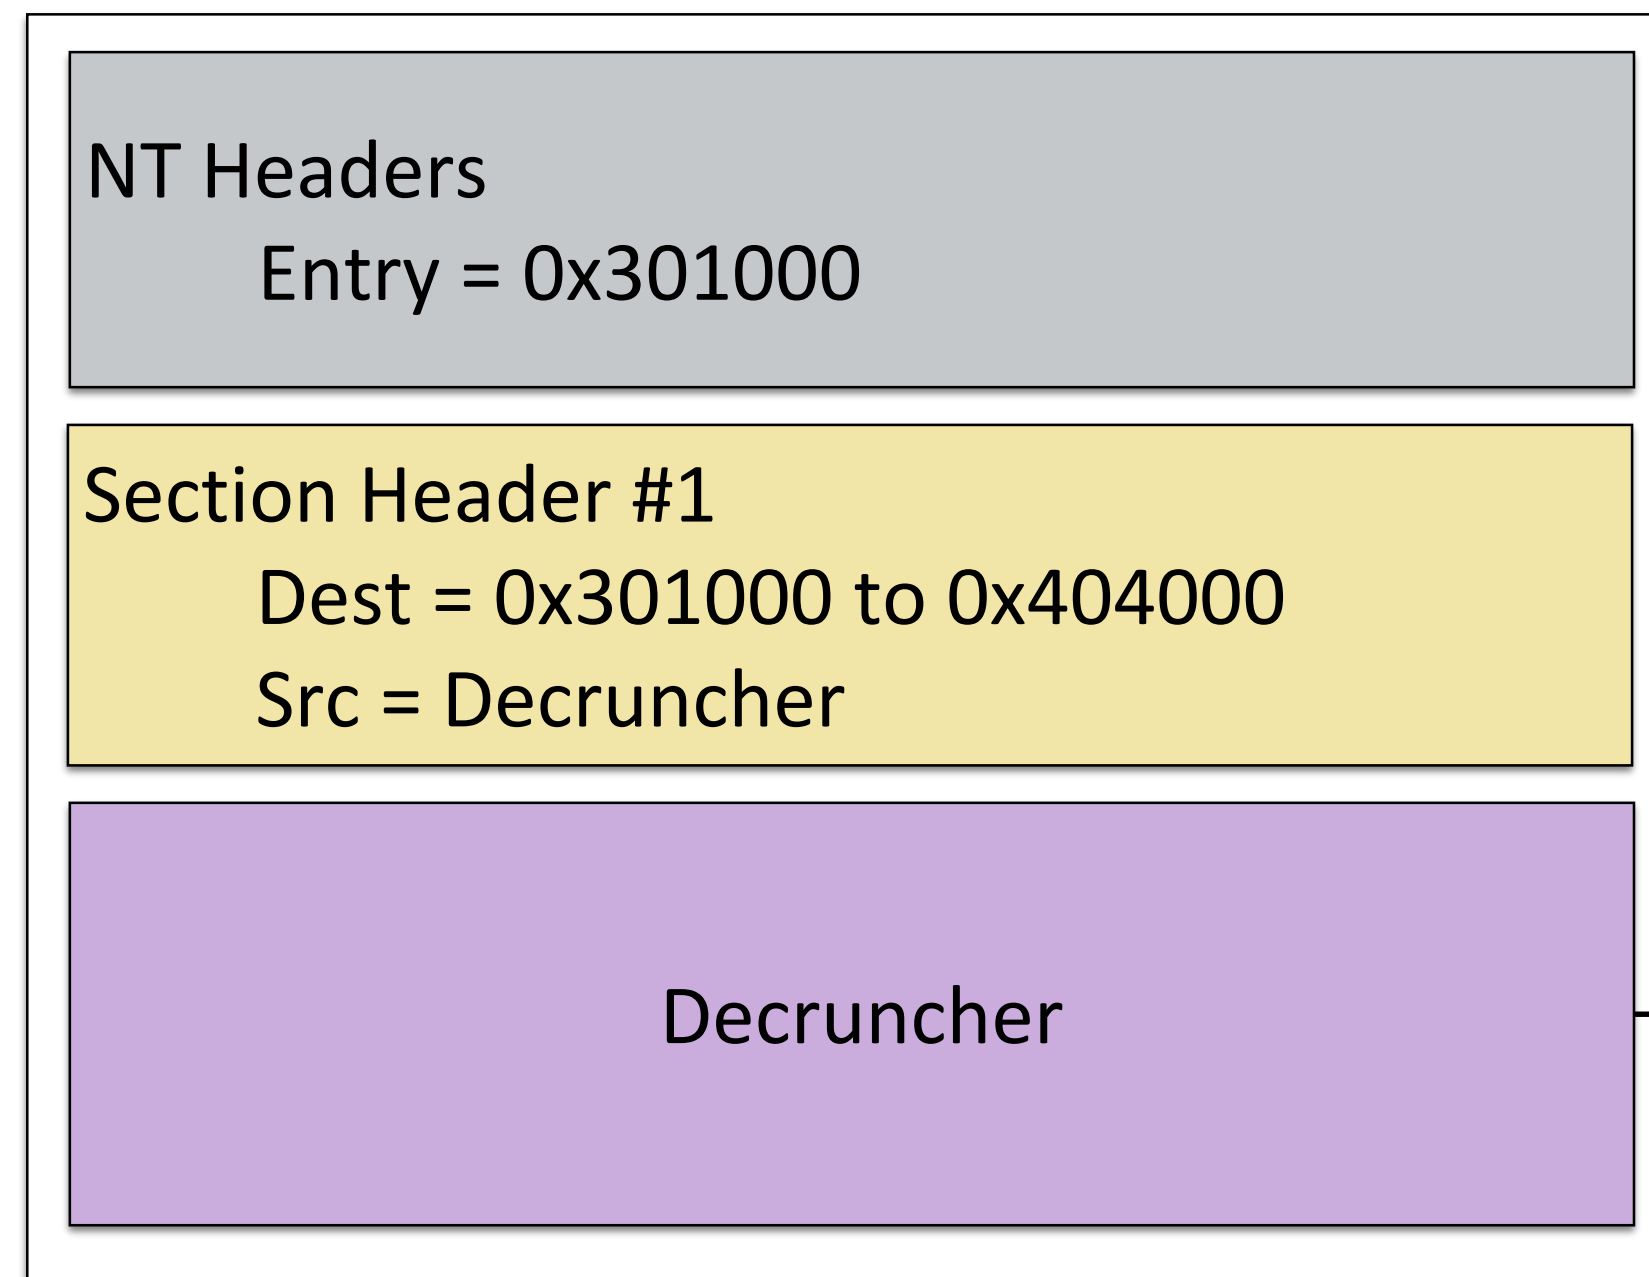 NT Headers
Entry = 0x301000
Section Header #1
Dest = 0x301000 to 0x404000
Src = Decruncher
Decruncher